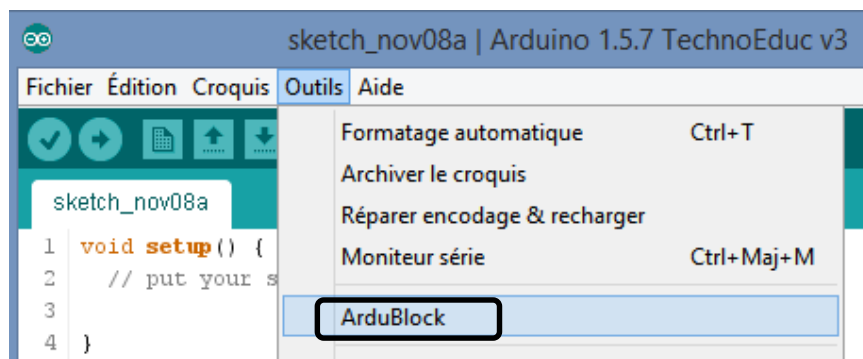 sketch_nov08a | Arduino 1.5.7 TechnoEduc v3
Fichier Édition Croquis Outils Aide
Formatage automatique Ctrl+T
Archiver le croquis
sketch_nov08a
Réparer encodage & recharger
1 void setup() {
Moniteur série Ctrl+Maj+M
2 // put your s
3
ArduBlock
4 }